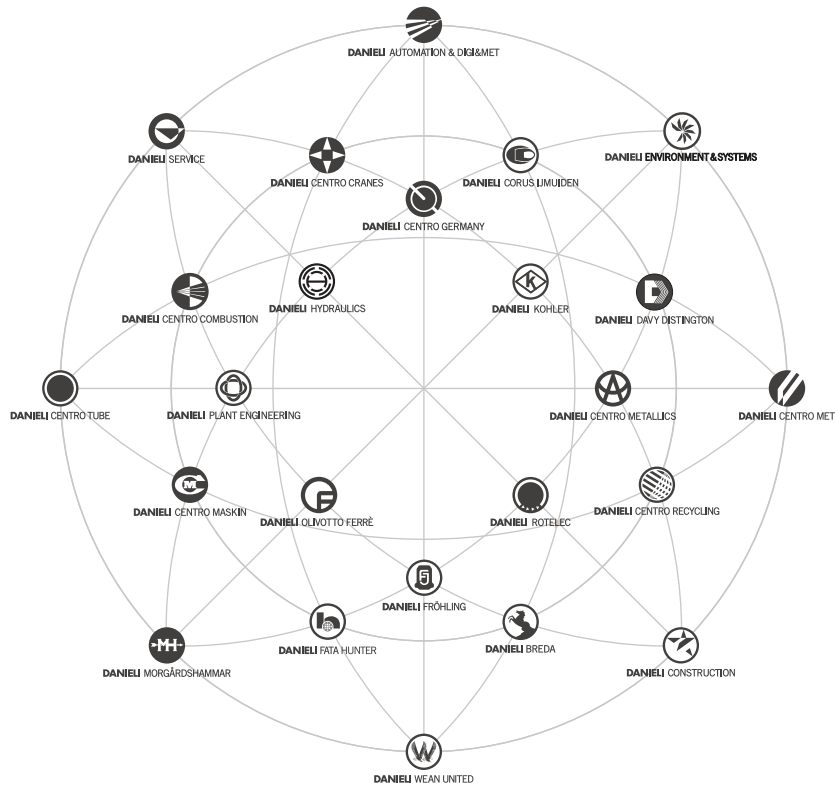 DANIELI AUTOMATION & DIGI&MET
DANIELI SERVICE
DANIELI ENVIRONMENT & SYSTEMS
DANIELI CENTRO CRANES
DANIELI CORUS IJMUIDEN
DANIELI CENTRO GERMANY
DANIELI CENTRO COMBUSTION
DANIELI HYDRAULICS
DANIELI KOHLER
DANIELI DAVY DISTINGTON
DANIELI CENTRO TUBE
DANIELI PLANT ENGINEERING
DANIELI CENTRO METALLICS
DANIELI CENTRO MET
DANIELI CENTRO MASKIN
DANIELI OLIVOTTO FERRÈ
DANIELI ROTELEC
DANIELI CENTRO RECYCLING
DANIELI FRÖHLING
DANIELI MORGÅRDSHAMMAR
DANIELI FATA HUNTER
DANIELI BREDA
DANIELI CONSTRUCTION
DANIELI WEAN UNITED